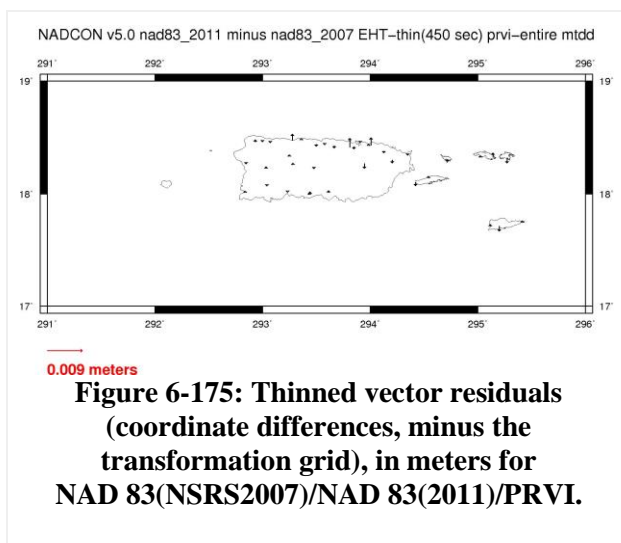 NADCON v5.0 nad83_2011 minus nad83_2007 EHT−thin(450 sec) prvi−entire mtdd
291˚ 292˚ 293˚ 294˚ 295˚ 296˚
19˚ 19˚
18˚ 18˚
17˚ 17˚
291˚ 292˚ 293˚ 294˚ 295˚ 296˚
0.009 meters
Figure 6-175: Thinned vector residuals
(coordinate differences, minus the
transformation grid), in meters for
NAD 83(NSRS2007)/NAD 83(2011)/PRVI.